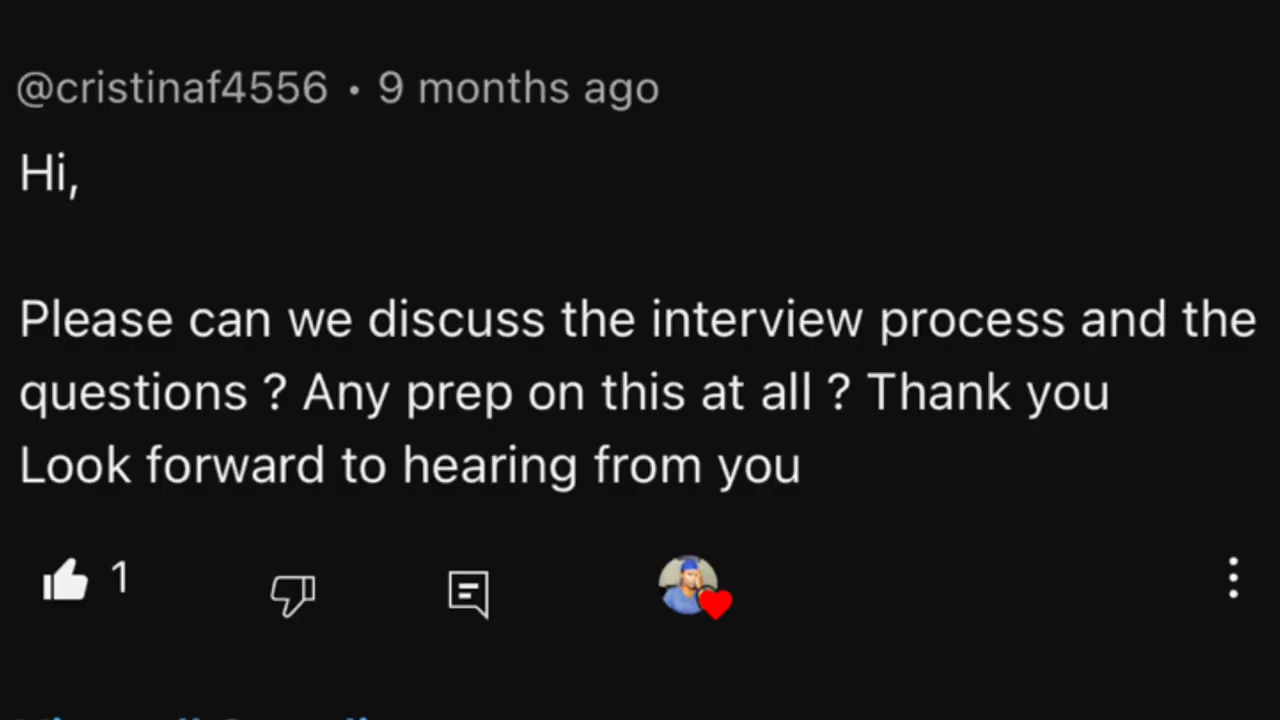 @cristinaf4556 • 9 months ago
Hi,
Please can we discuss the interview process and the
questions ? Any prep on this at all ? Thank you
Look forward to hearing from you
1